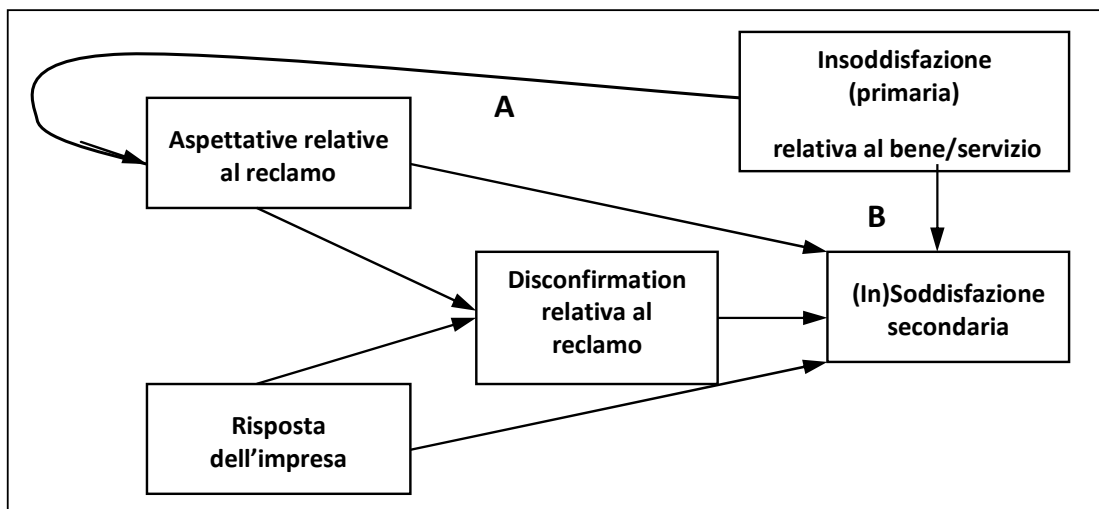 Insoddisfazione
(primaria)
relativa al bene/servizio
A
Aspettative relative
al reclamo
B
Disconfirmation
relativa al
reclamo
(In)Soddisfazione
secondaria
Risposta
dell’impresa